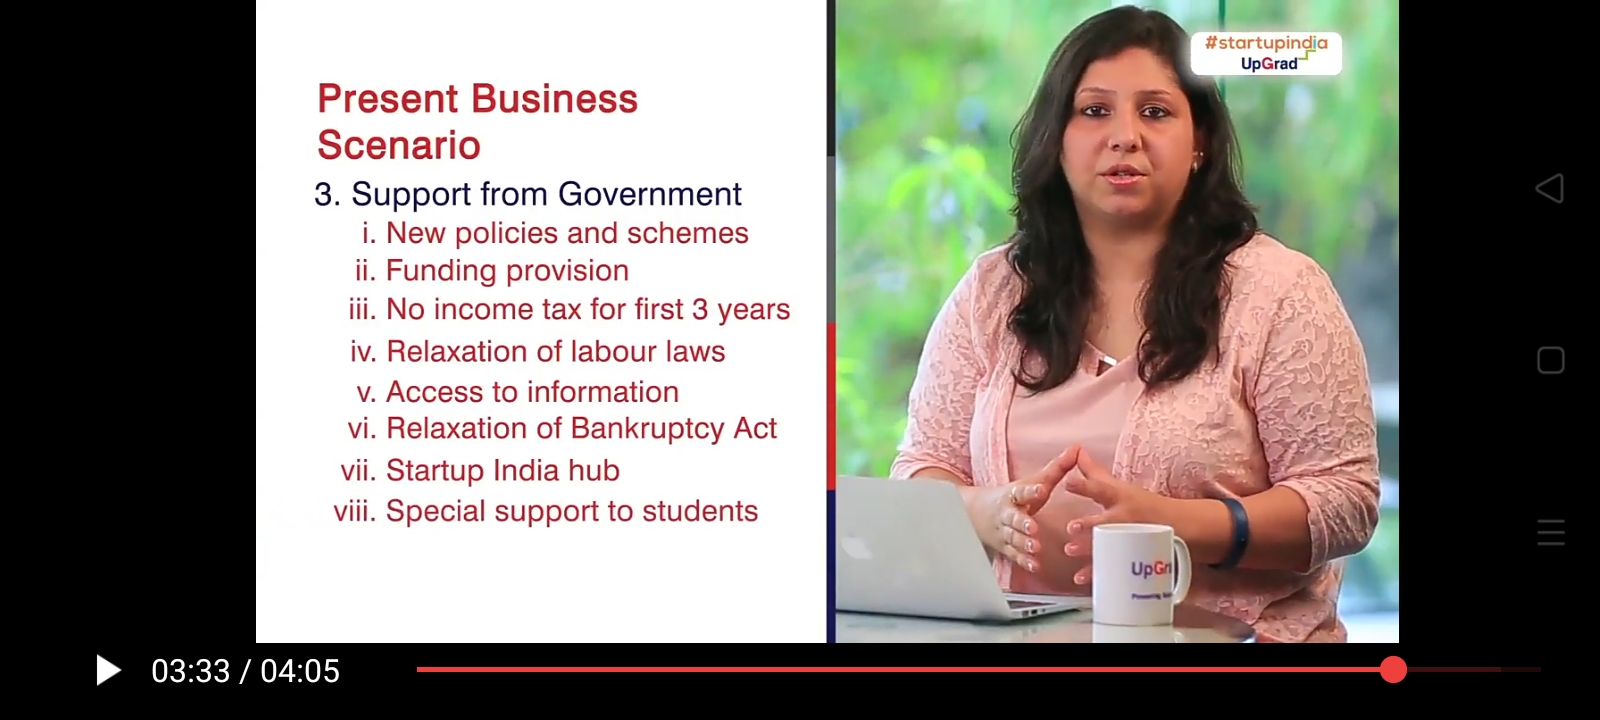 Present Business
Scenario
3. Support from Government
i. New policies and schemes
ii. Funding provision
iii. No income tax for first 3 years
iv. Relaxation of labour laws
v. Access to information
vi. Relaxation of Bankruptcy Act
vii. Startup India hub
viii. Special support to students
#startupindia
UpGrad
UpGra
03:33 / 04:05